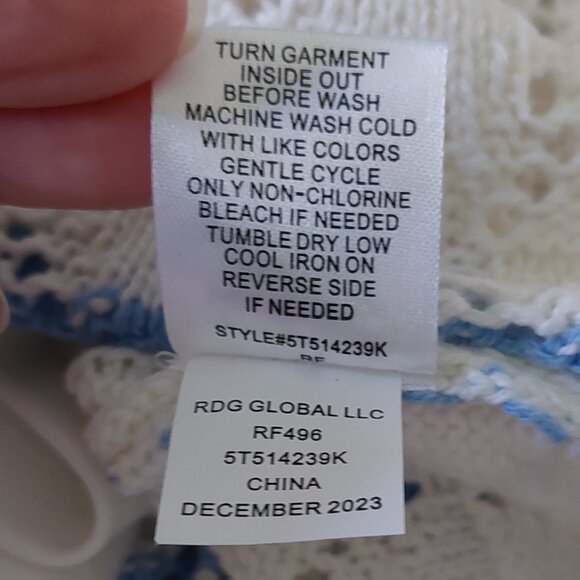 TURN GARMENT
INSIDE OUT
BEFORE WASH
MACHINE WASH COLD
WITH LIKE COLORS
GENTLE CYCLE
ONLY NON-CHLORINE
BLEACH IF NEEDED
TUMBLE DRY LOW
COOL IRON ON
REVERSE SIDE
IF NEEDED
STYLE#5T514239K
RDG GLOBAL LLC
RF496
5T514239K
CHINA
DECEMBER 2023